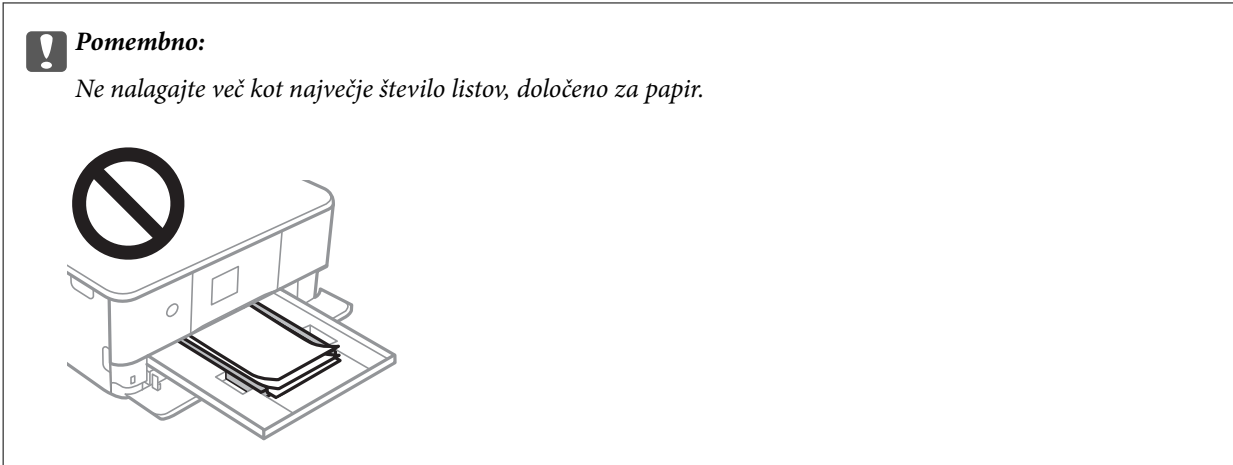 Pomembno:
Ne nalagajte več kot največje število listov, določeno za papir.